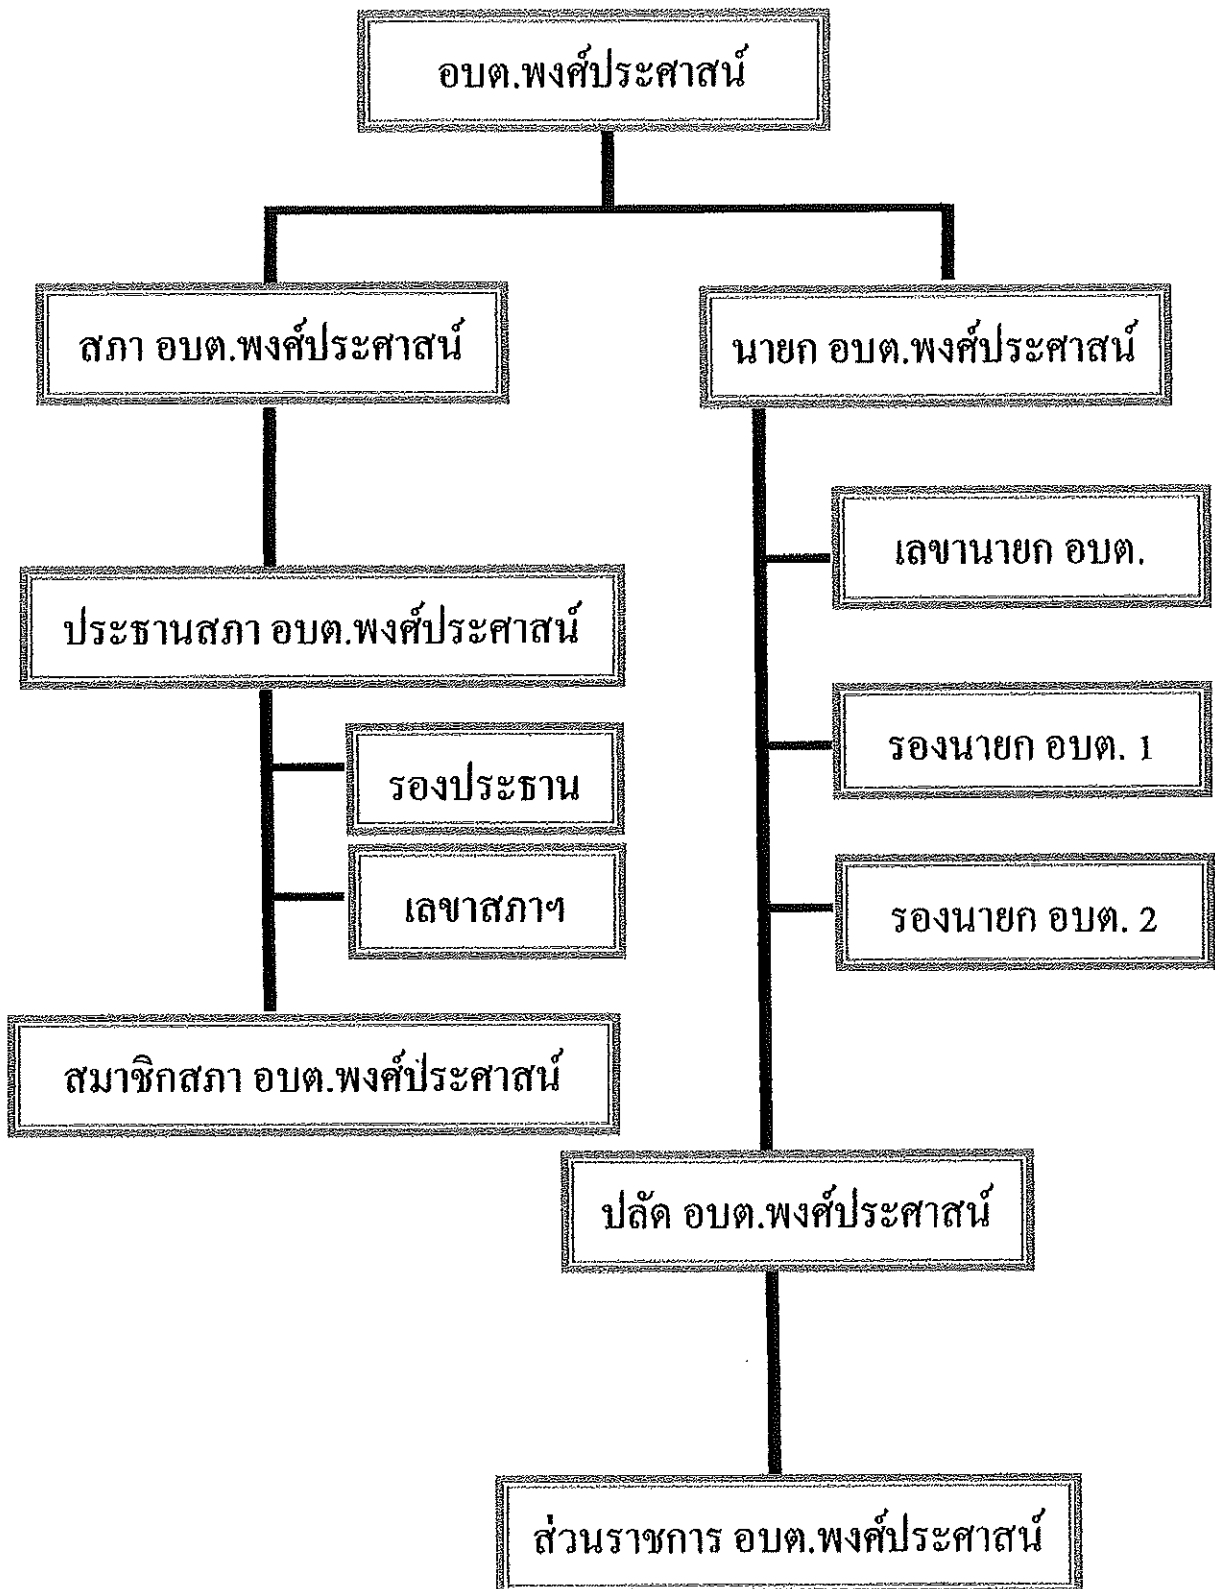 อบต.พงศ์ประศาสน์
สภา อบต.พงศ์ประศาสน์
นายก อบต.พงศ์ประศาสน์
เลขานายก อบต.
ประธานสภา อบต.พงศ์ประศาสน์
รองนายก อบต. 1
รองประธาน
เลขาสภาฯ
รองนายก อบต. 2
สมาชิกสภา อบต.พงศ์ประศาสน์
ปลัด อบต.พงศ์ประศาสน์
ส่วนราชการ อบต.พงศ์ประศาสน์